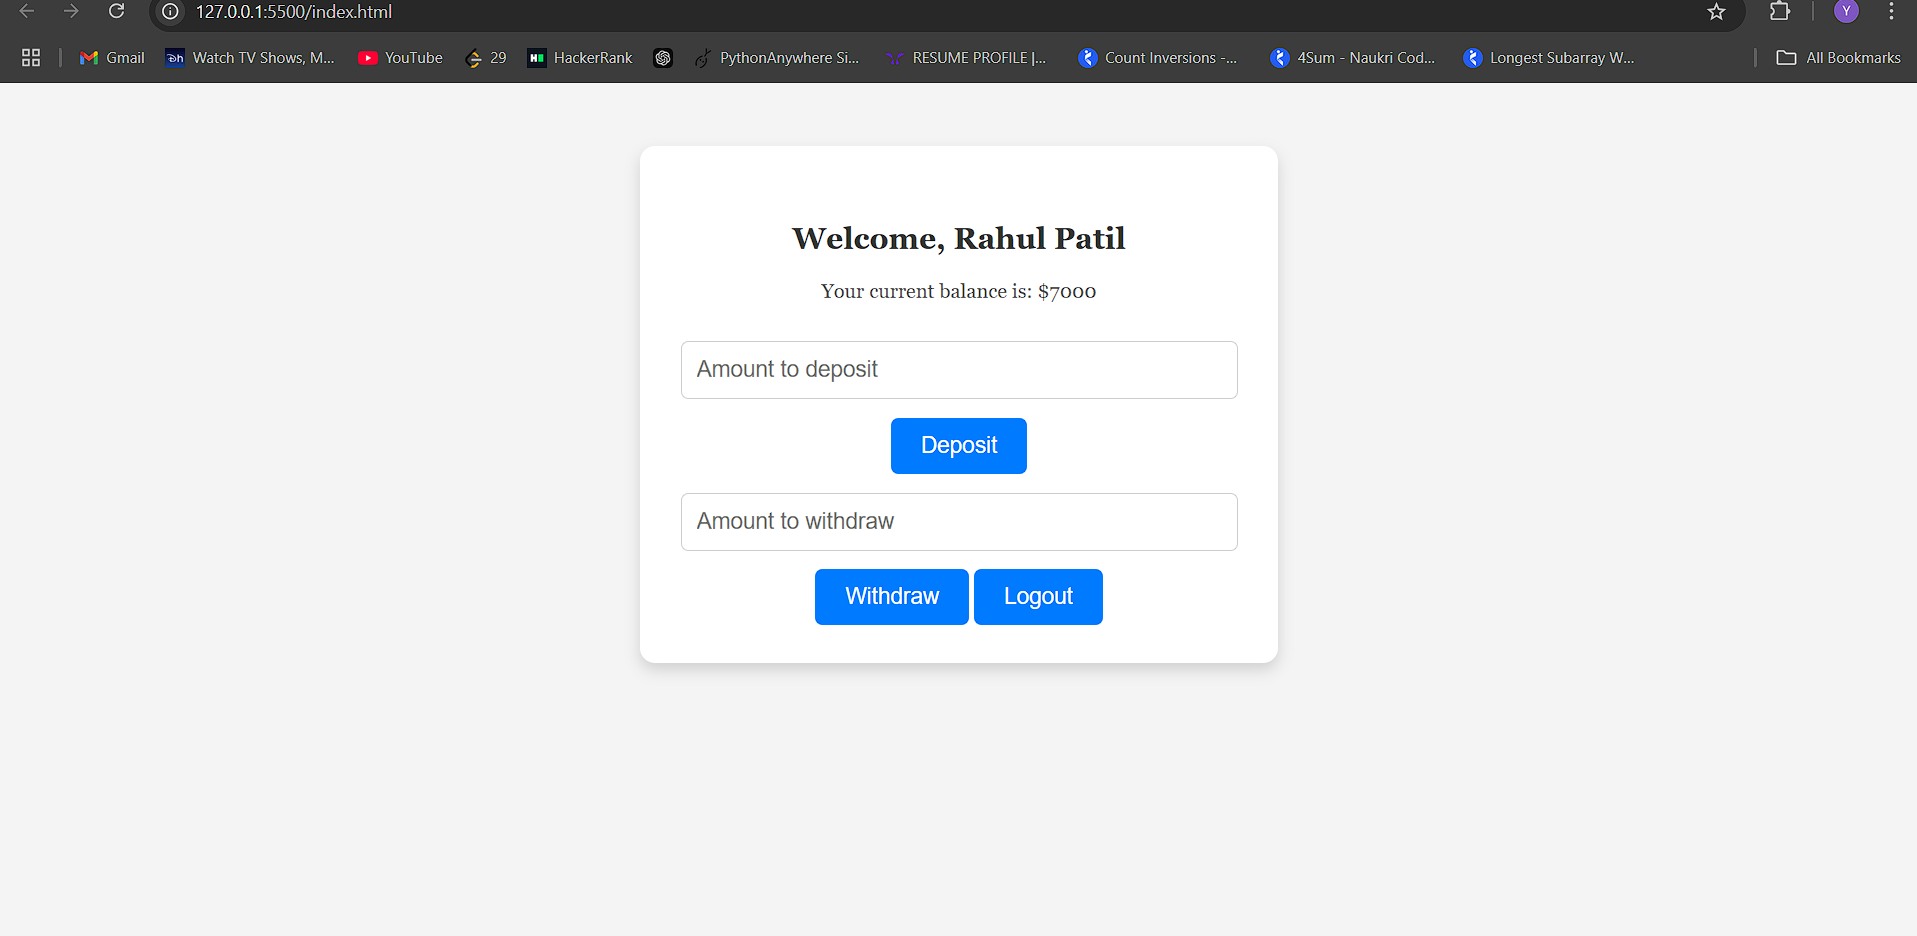 127.0.0.1:5500/index.html
Y
Gmail
Watch TV Shows, M...
YouTube
29
HackerRank
PythonAnywhere Si...
RESUME PROFILE |...
Count Inversions -...
4Sum - Naukri Cod...
Longest Subarray W...
All Bookmarks
Welcome, Rahul Patil
Your current balance is: $7000
Amount to deposit
Deposit
Amount to withdraw
Withdraw
Logout